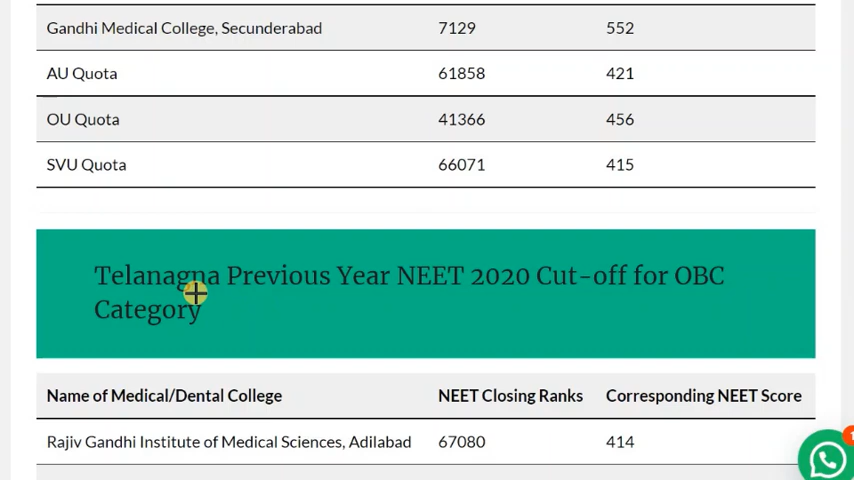 Gandhi Medical College, Secunderabad 7129 552
AU Quota 61858 421
OU Quota 41366 456
SVU Quota 66071 415
Telanagna Previous Year NEET 2020 Cut-off for OBC
Category
Name of Medical/Dental College NEET Closing Ranks Corresponding NEET Score
Rajiv Gandhi Institute of Medical Sciences, Adilabad 67080 414